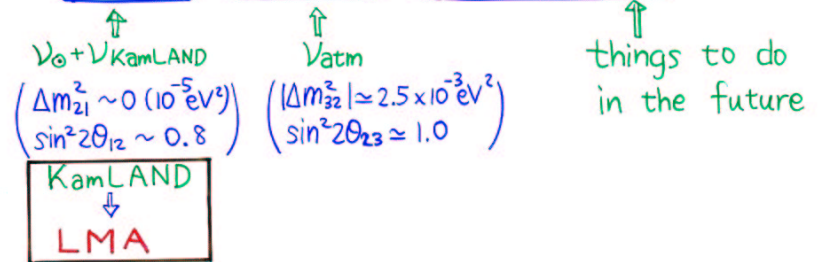 ν⊙+νKamLAND
(Δm²₂₁ ~ 0 (10⁻⁵eV²)
sin²2θ₁₂ ~ 0.8)
KamLAND
⇩
LMA
νatm
(|Δm²₃₂| ≃ 2.5×10⁻³eV²
sin²2θ₂₃ ≃ 1.0)
things to do
in the future